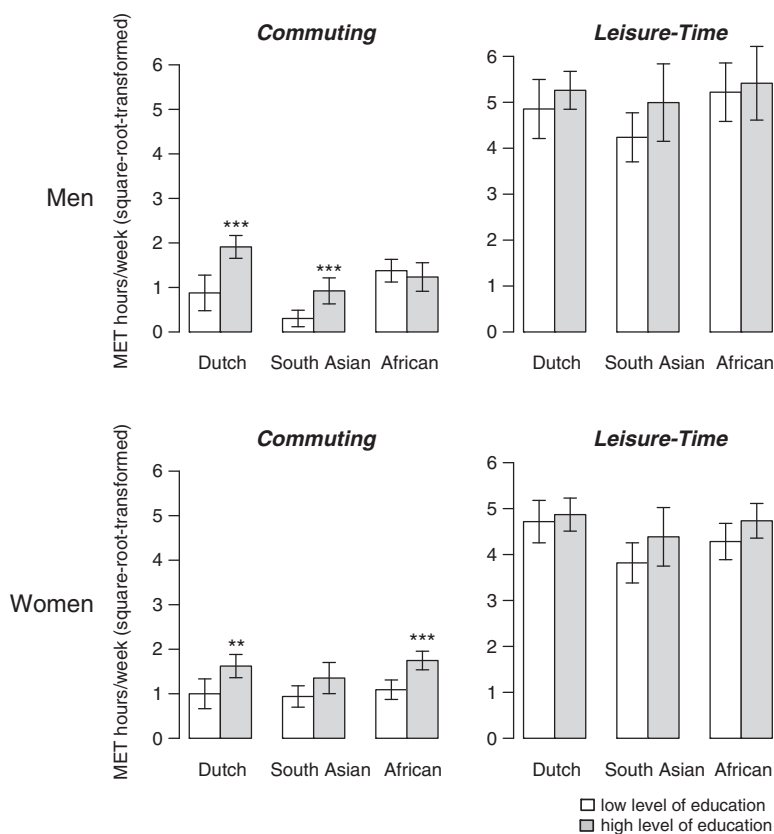 Commuting
Leisure-Time
Men
MET hours/week (square-root-transformed)
6
5
4
3
2
1
0
***
***
Dutch
South Asian
African
6
5
4
3
2
1
0
Dutch
South Asian
African
Commuting
Leisure-Time
Women
MET hours/week (square-root-transformed)
6
5
4
3
2
1
0
**
***
Dutch
South Asian
African
6
5
4
3
2
1
0
Dutch
South Asian
African
low level of education
high level of education